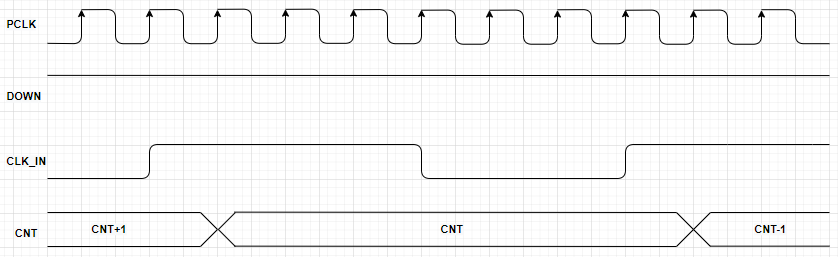 PCLK
DOWN
CLK_IN
CNT
CNT+1
CNT
CNT-1